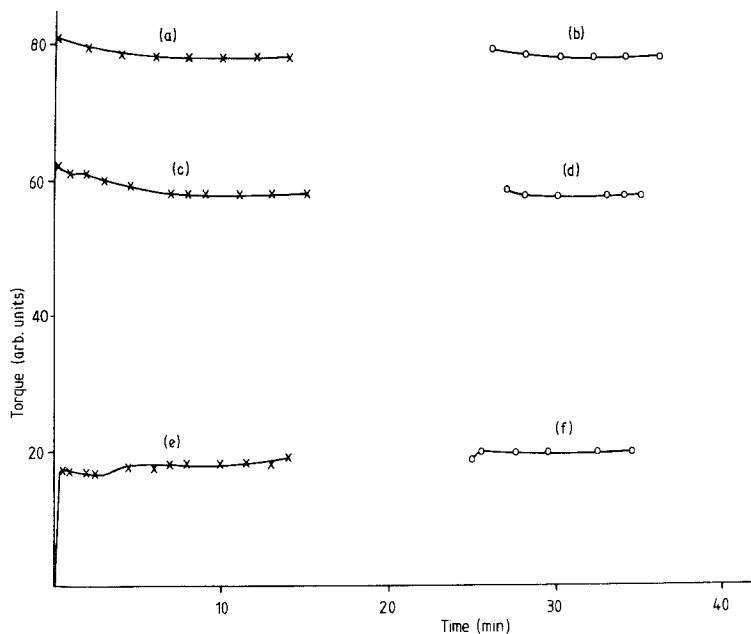 80
(a)
(b)
60
(c)
(d)
40
Torque (arb. units)
20
(e)
(f)
10
20
30
40
Time (min)